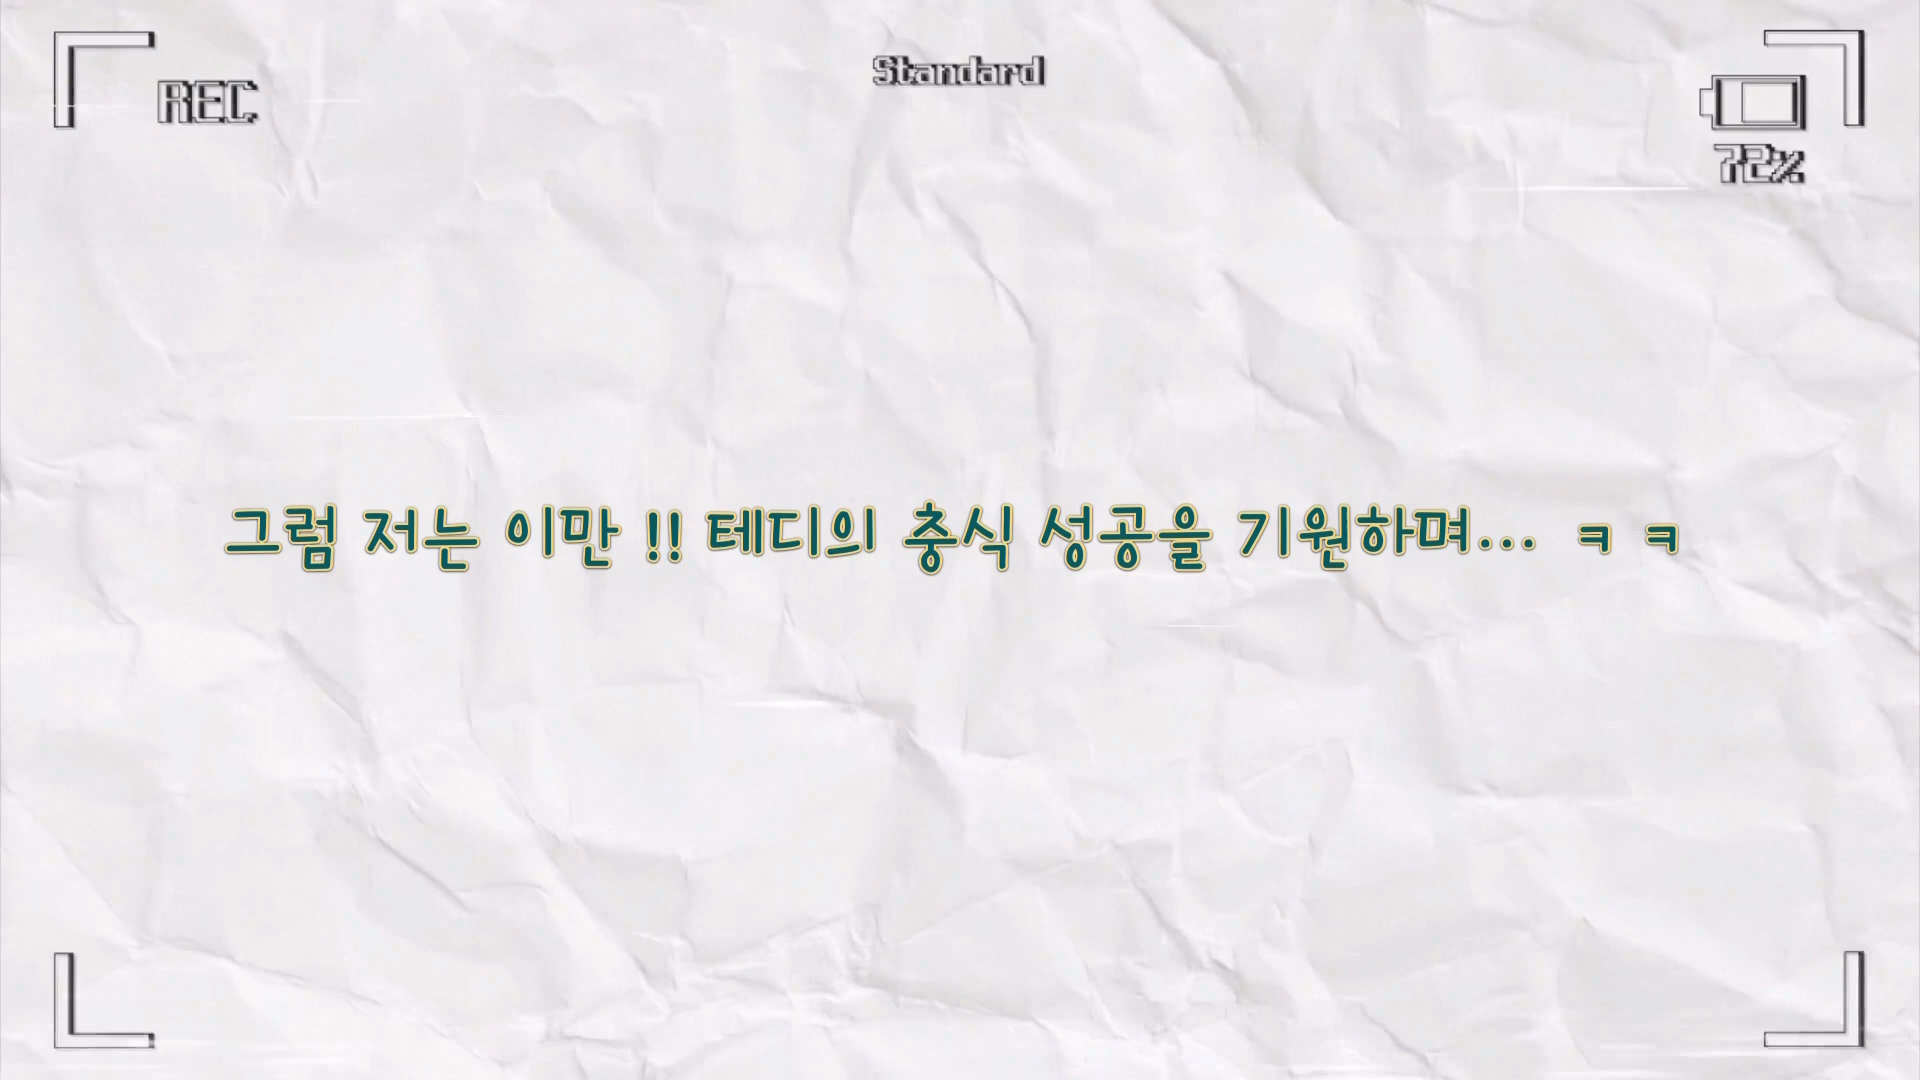 REC
Standard
72%
그럼 저는 이만 !! 테디의 충식 성공을 기원하며... ㅋ ㅋ